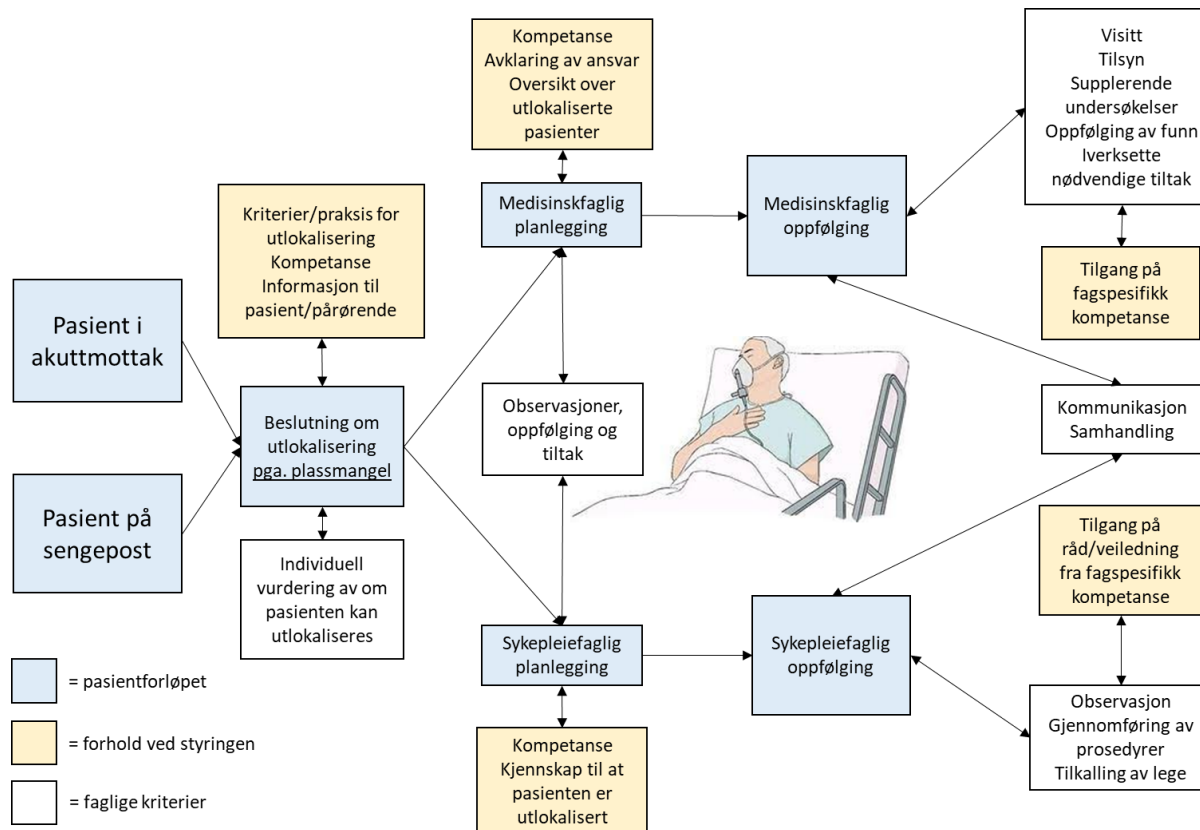 Pasient i
akuttmottak
Pasient på
sengepost
Kriterier/praksis for
utlokalisering
Kompetanse
Informasjon til
pasient/pårørende
Beslutning om
utlokalisering
pga. plassmangel
Individuell
vurdering av om
pasienten kan
utlokaliseres
Kompetanse
Avklaring av ansvar
Oversikt over
utlokaliserte
pasienter
Medisinskfaglig
planlegging
Observasjoner,
oppfølging og
tiltak
Sykepleiefaglig
planlegging
Kompetanse
Kjennskap til at
pasienten er
utlokalisert
Medisinskfaglig
oppfølging
Sykepleiefaglig
oppfølging
Visitt
Tilsyn
Supplerende
undersøkelser
Oppfølging av funn
Iverksette
nødvendige tiltak
Tilgang på
fagspesifikk
kompetanse
Kommunikasjon
Samhandling
Tilgang på
råd/veiledning
fra fagspesifikk
kompetanse
Observasjon
Gjennomføring av
prosedyrer
Tilkalling av lege
= pasientforløpet
= forhold ved styringen
= faglige kriterier